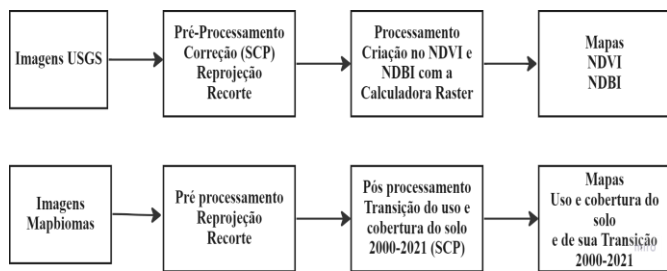 Imagens USGS
Pré-Processamento
Correção (SCP)
Reprojeção
Recorte
Processamento
Criação no NDVI e
NDBI com a
Calculadora Raster
Mapas
NDVI
NDBI
Imagens
Mapbiomas
Pré processamento
Reprojeção
Recorte
Pós processamento
Transição do uso e
cobertura do solo
2000-2021 (SCP)
Mapas
Uso e cobertura do
solo
e de sua Transição
2000-2021